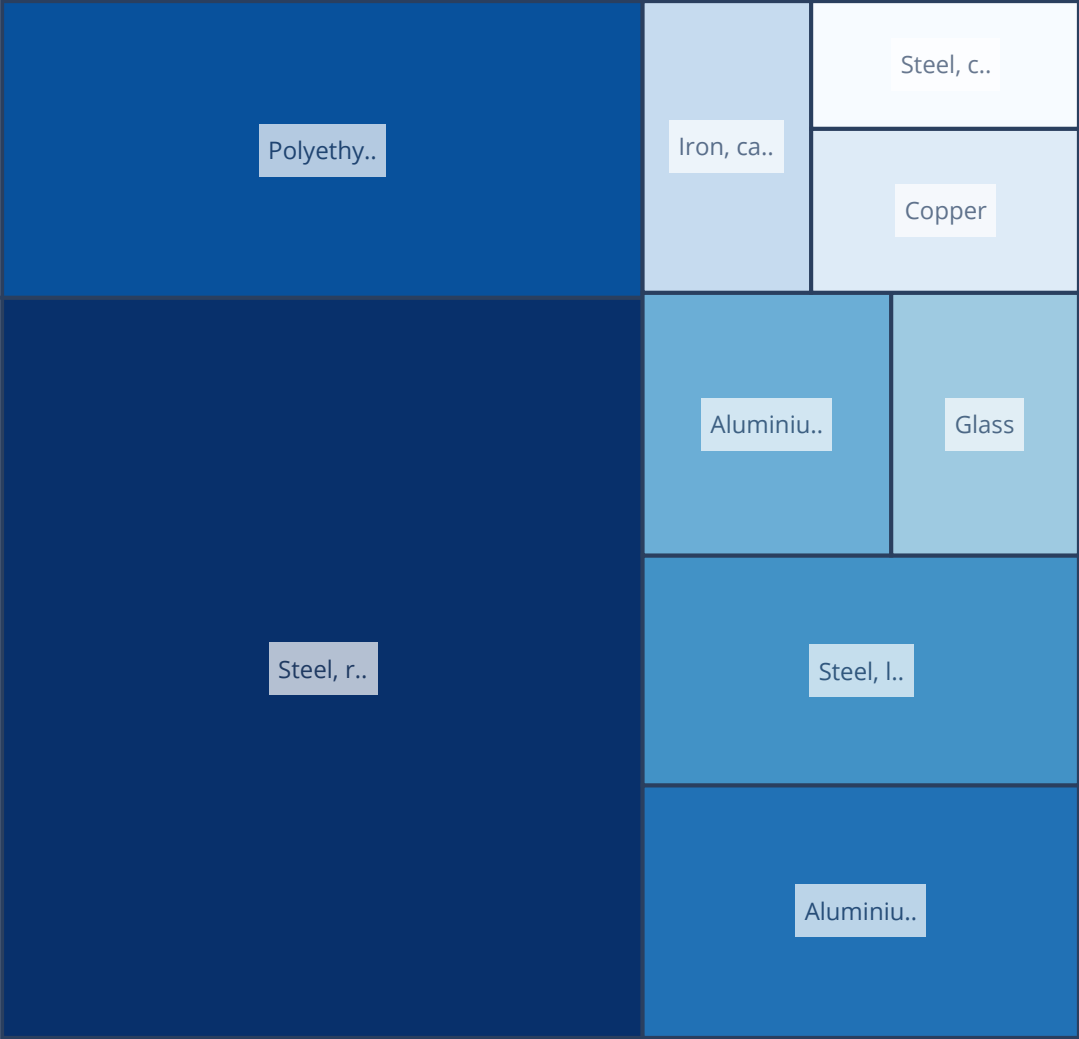 Polyethy..
Iron, ca..
Steel, c..
Copper
Aluminiu..
Glass
Steel, r..
Steel, l..
Aluminiu..